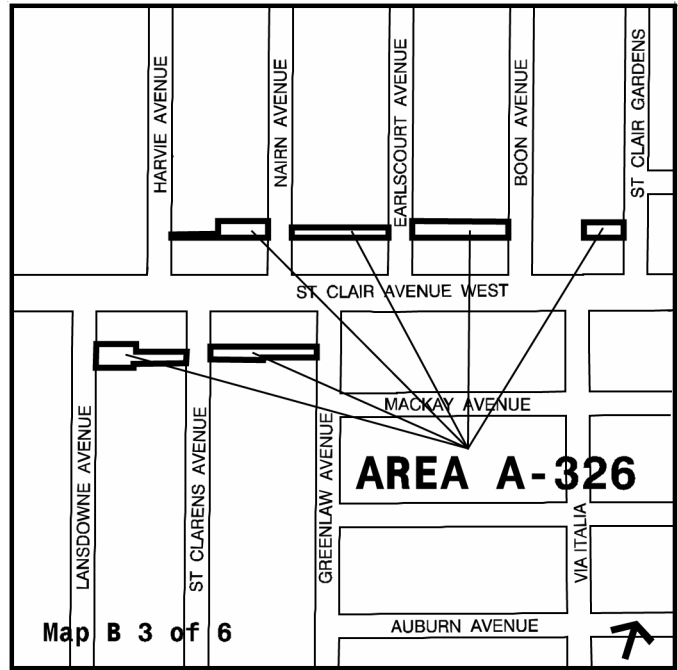 HARVIE AVENUE
NAIRN AVENUE
EARLSCOURT AVENUE
BOON AVENUE
ST CLAIR GARDENS
ST CLAIR AVENUE WEST
MACKAY AVENUE
AREA A-326
LANSDOWNE AVENUE
ST CLARENS AVENUE
GREENLAW AVENUE
VIA ITALIA
AUBURN AVENUE
Map B 3 of 6